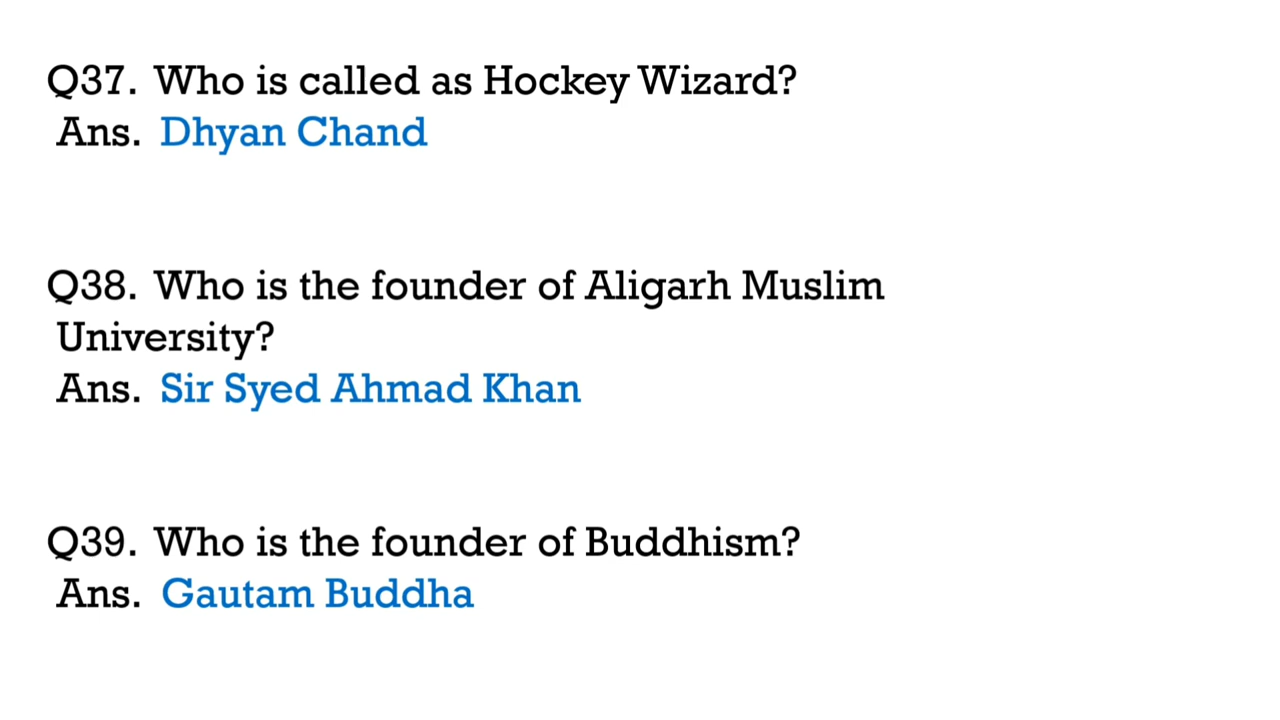 Q37. Who is called as Hockey Wizard?
Ans. Dhyan Chand
Q38. Who is the founder of Aligarh Muslim
University?
Ans. Sir Syed Ahmad Khan
Q39. Who is the founder of Buddhism?
Ans. Gautam Buddha